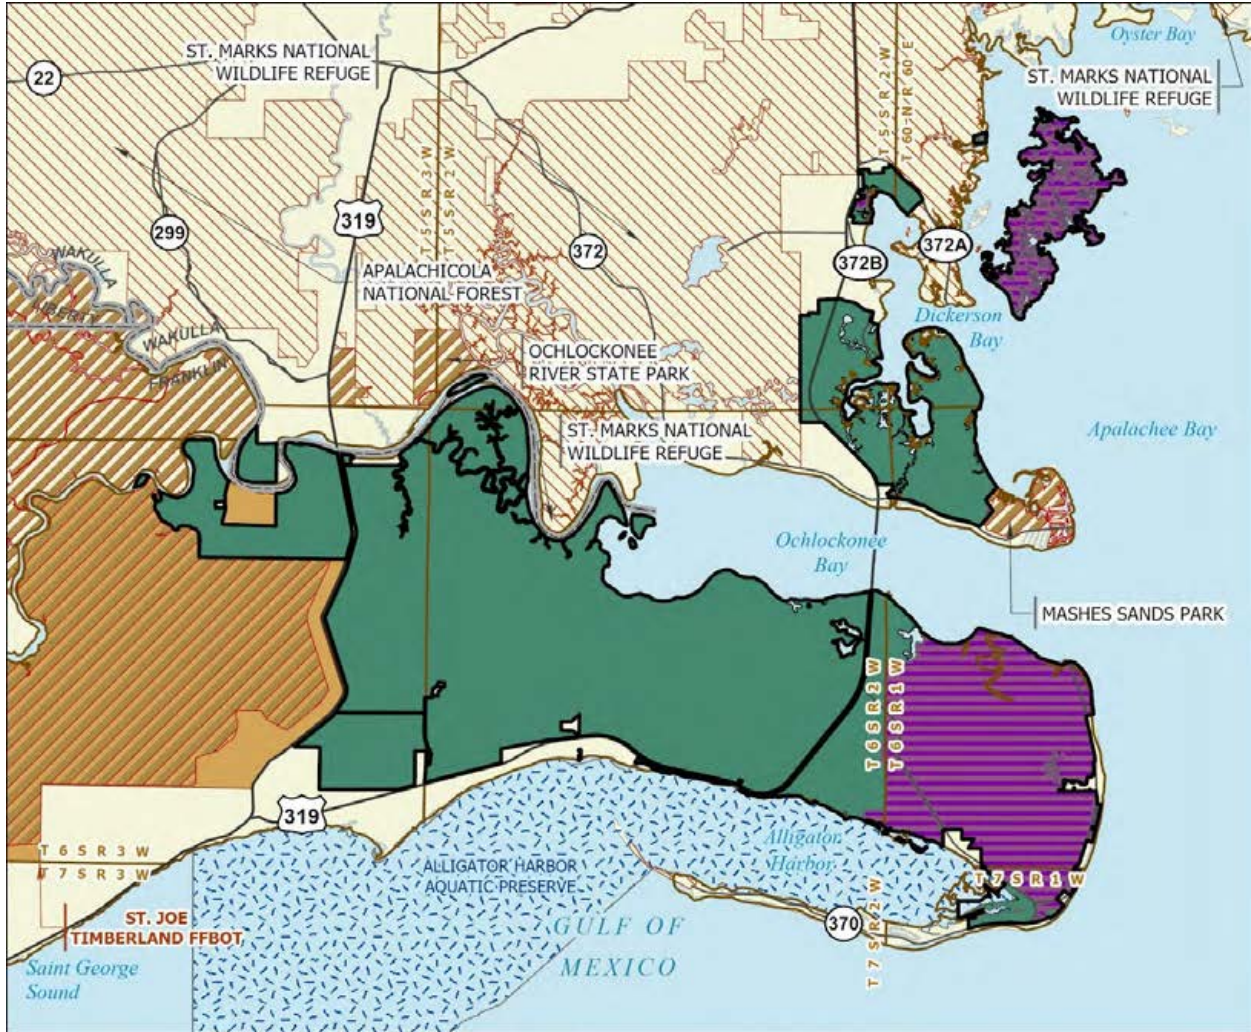 Oyster Bay
ST. MARKS NATIONAL
WILDLIFE REFUGE
ST. MARKS NATIONAL
WILDLIFE REFUGE
22
T 5 S R 3 W
T 5 S R 2 W
T 5 S R 2 W
T 60 N R 60 E
319
299
372
372A
372B
WAKULLA
LIBERTY
WAKULLA
FRANKLIN
APALACHICOLA
NATIONAL FOREST
Dickerson
Bay
OCHLOCKONEE
RIVER STATE PARK
ST. MARKS NATIONAL
WILDLIFE REFUGE
Apalachee Bay
Ochlockonee
Bay
MASHES SANDS PARK
T 6 S R 2 W
T 6 S R 1 W
319
T 6 S R 3 W
T 7 S R 3 W
Alligator
Harbor
ALLIGATOR HARBOR
AQUATIC PRESERVE
T 7 S R 1 W
T 7 S R 2 W
370
ST. JOE
TIMBERLAND FFBOT
GULF OF
MEXICO
Saint George
Sound